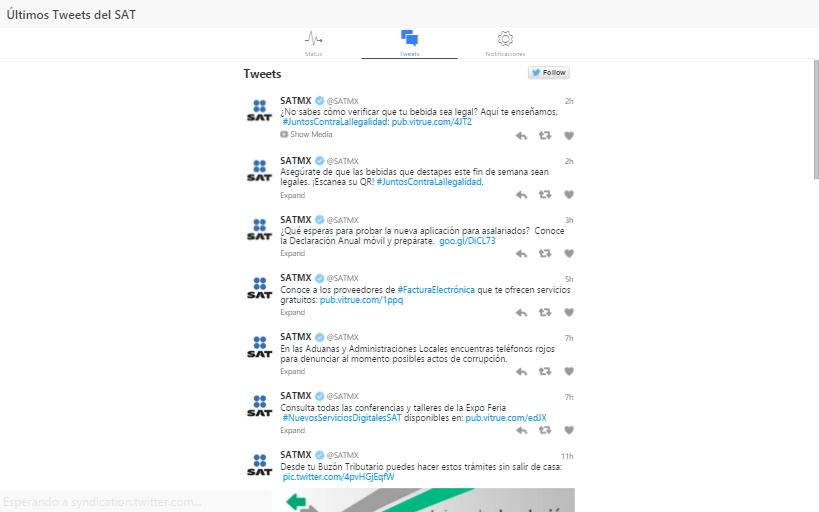 Últimos Tweets del SAT
Status
Tweets
Notificaciones
Tweets
Follow
SATMX @SATMX 2h
¿No sabes cómo verificar que tu bebida sea legal? Aquí te enseñamos,
#JuntosContraLaIlegalidad: pub.vitrue.com/4JT2
Show Media
SAT
SATMX @SATMX 2h
Asegúrate de que las bebidas que destapes este fin de semana sean
legales. ¡Escanea su QR! #JuntosContraLaIlegalidad.
Expand
SAT
SATMX @SATMX 3h
¿Qué esperas para probar la nueva aplicación para asalariados? Conoce
la Declaración Anual móvil y prepárate. goo.gl/DiCL73
Expand
SAT
SATMX @SATMX 5h
Conoce a los proveedores de #FacturaElectrónica que te ofrecen servicios
gratuitos: pub.vitrue.com/1ppq
Expand
SAT
SATMX @SATMX 7h
En las Aduanas y Administraciones Locales encuentras teléfonos rojos
para denunciar al momento posibles actos de corrupción.
Expand
SAT
SATMX @SATMX 7h
Consulta todas las conferencias y talleres de la Expo Feria
#NuevosServiciosDigitalesSAT disponibles en: pub.vitrue.com/edJX
Expand
SAT
SATMX @SATMX 11h
Desde tu Buzón Tributario puedes hacer estos trámites sin salir de casa:
pic.twitter.com/4pvHGjEqfW
SAT
Esperando a syndication.twitter.com...